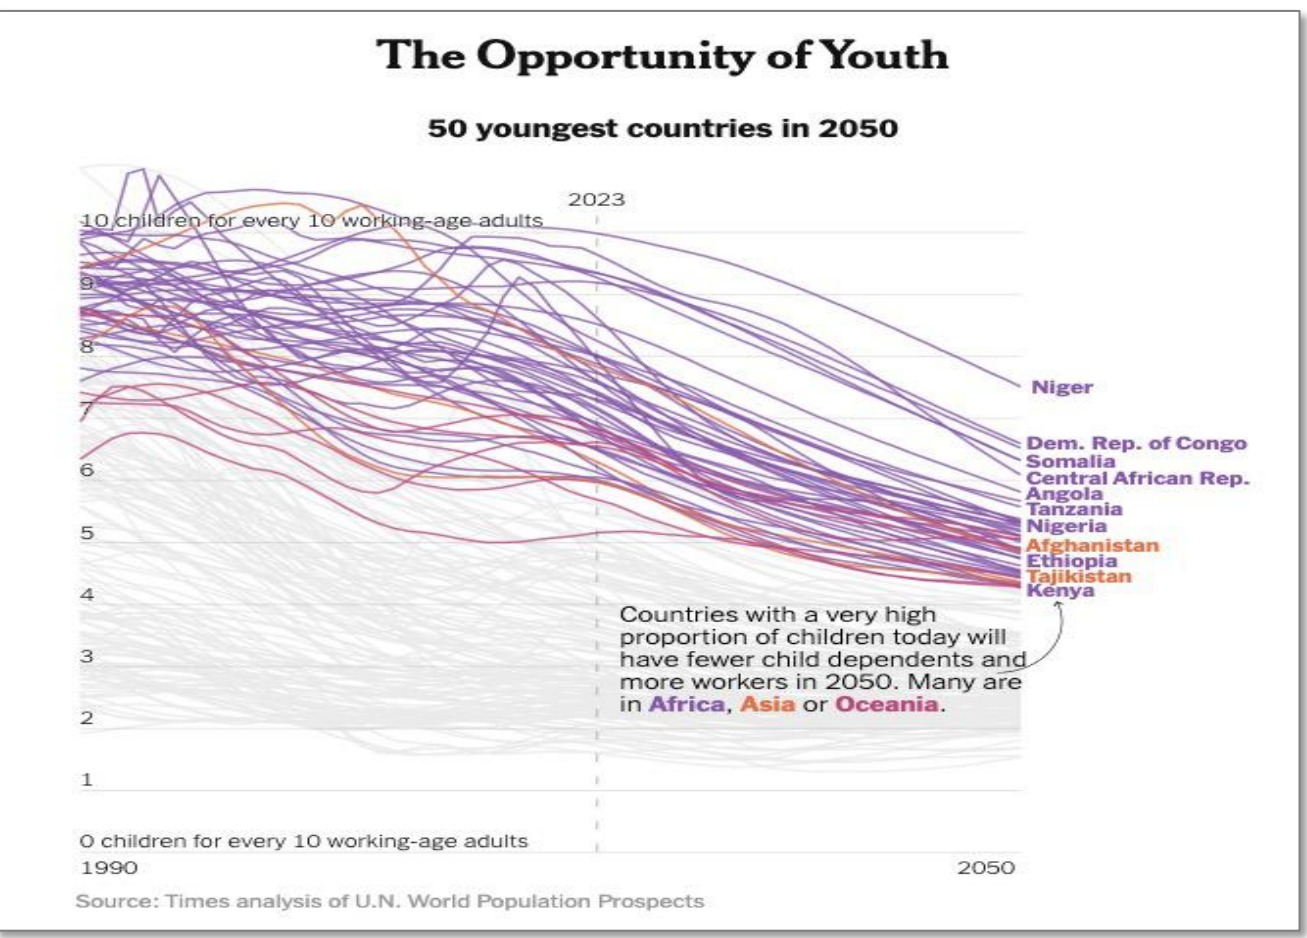 The Opportunity of Youth
50 youngest countries in 2050
2023
10 children for every 10 working-age adults
9
8
7
6
5
4
3
2
1
0 children for every 10 working-age adults
Niger
Dem. Rep. of Congo
Somalia
Central African Rep.
Angola
Tanzania
Nigeria
Afghanistan
Ethiopia
Tajikistan
Kenya
Countries with a very high
proportion of children today will
have fewer child dependents and
more workers in 2050. Many are
in Africa, Asia or Oceania.
1990
2050
Source: Times analysis of U.N. World Population Prospects